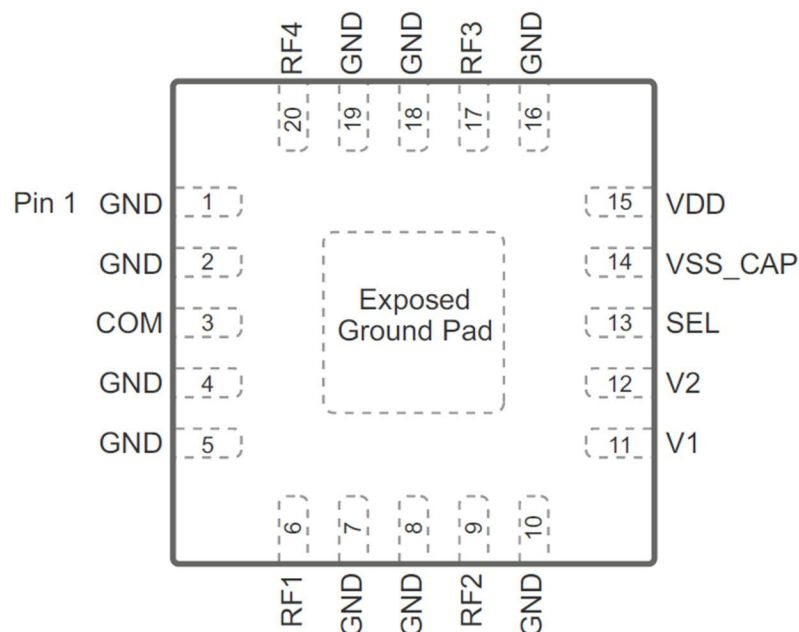 RF4 GND GND RF3 GND
20 19 18 17 16
Pin 1 GND 1 15 VDD
GND 2 14 VSS_CAP
Exposed
COM 3 13 SEL
Ground Pad
GND 4 12 V2
GND 5 11 V1
6 7 8 9 10
RF1 GND GND RF2 GND